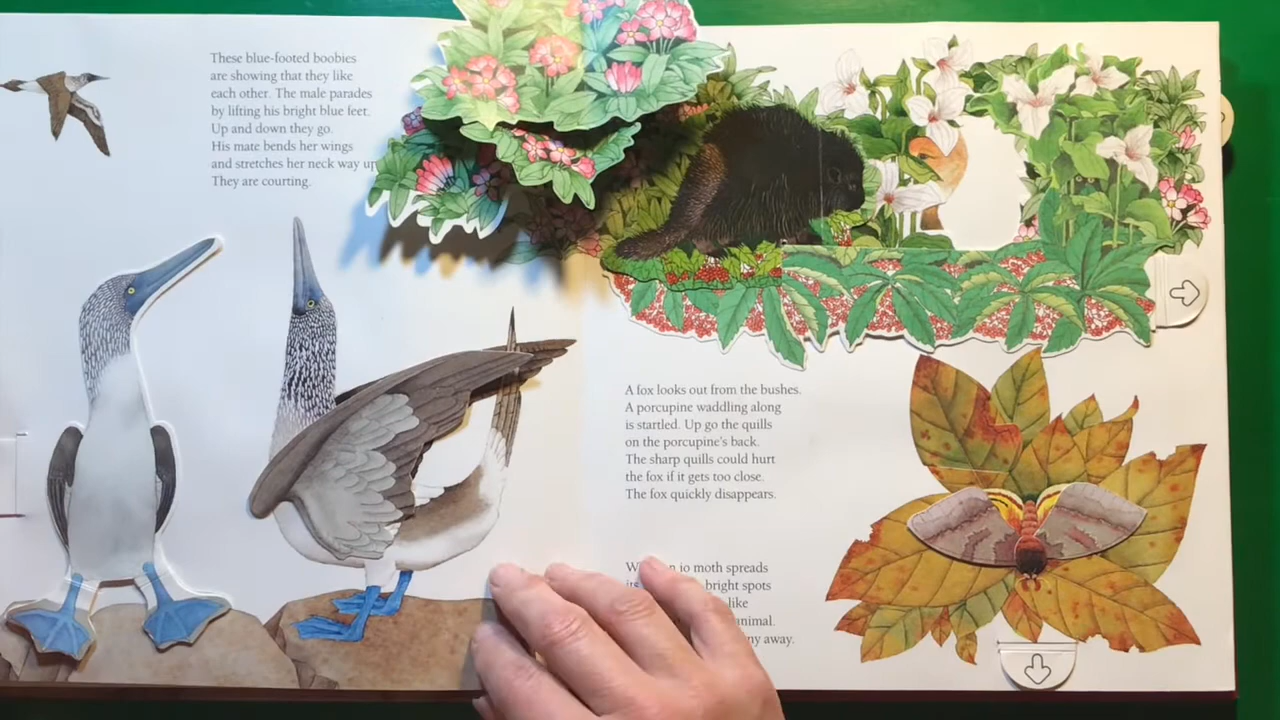 These blue-footed boobies
are showing that they like
each other. The male parades
by lifting his bright blue feet.
Up and down they go.
His mate bends her wings
and stretches her neck way up.
They are courting.
A fox looks out from the bushes.
A porcupine waddling along
is startled. Up go the quills
on the porcupine's back.
The sharp quills could hurt
the fox if it gets too close.
The fox quickly disappears.
io moth spreads
bright spots
like
animal.
away.